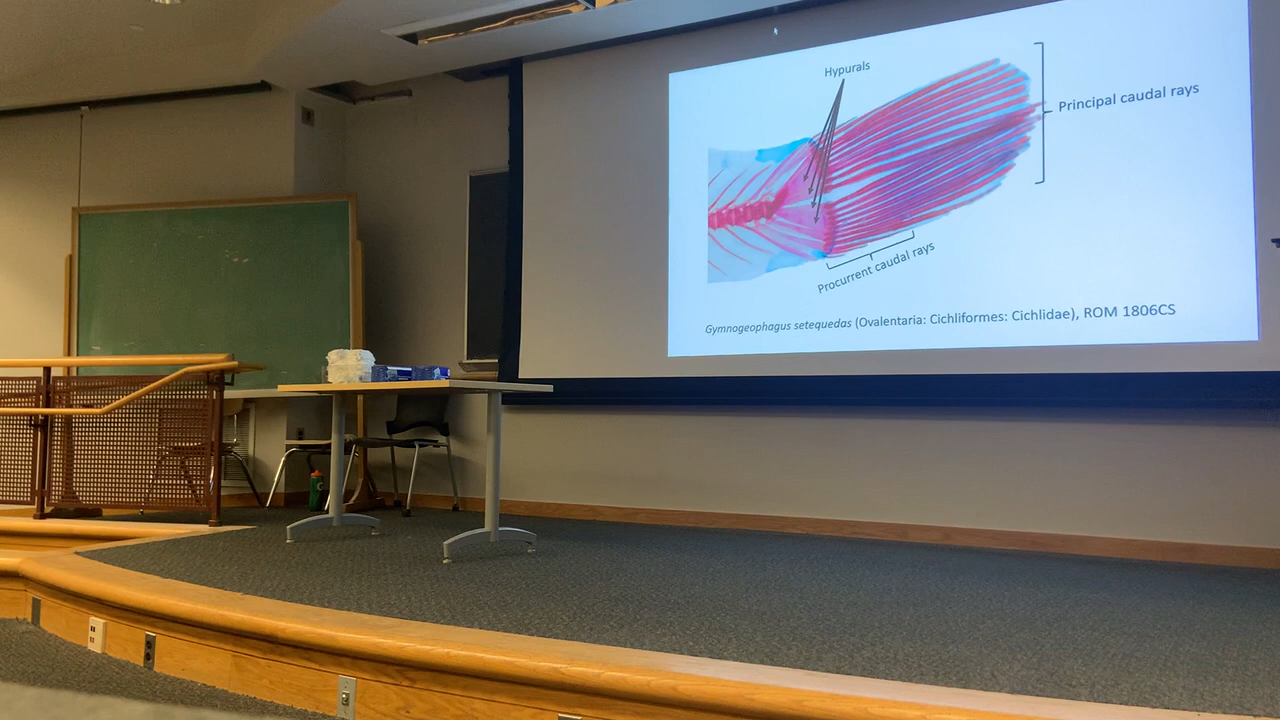 Hypurals
Principal caudal rays
Procurrent caudal rays
Gymnogeophagus setequedas (Ovalentaria: Cichliformes: Cichlidae), ROM 1806CS